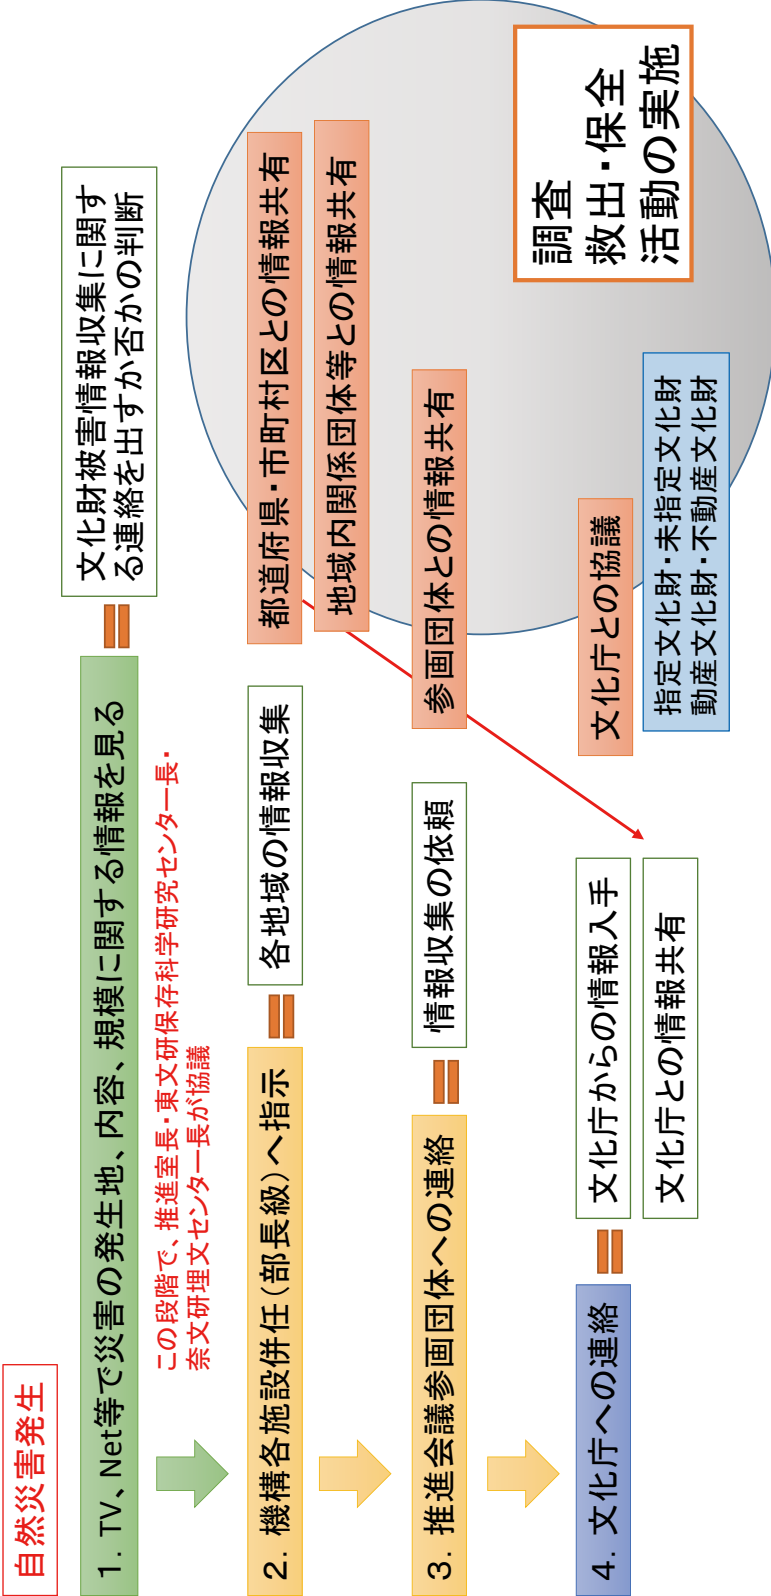 自然災害発生
1．TV、Net等で災害の発生地、内容、規模に関する情報を見る
文化財被害情報収集に関す
る連絡を出すか否かの判断
この段階で、推進室長・東文研保存科学研究センター長・
奈文研埋文センター長が協議
2．機構各施設併任（部長級）へ指示
各地域の情報収集
都道府県・市町村区との情報共有
地域内関係団体等との情報共有
3．推進会議参画団体への連絡
情報収集の依頼
参画団体との情報共有
4．文化庁への連絡
文化庁からの情報入手
文化庁との情報共有
文化庁との協議
指定文化財・未指定文化財
動産文化財・不動産文化財
調査
救出・保全
活動の実施